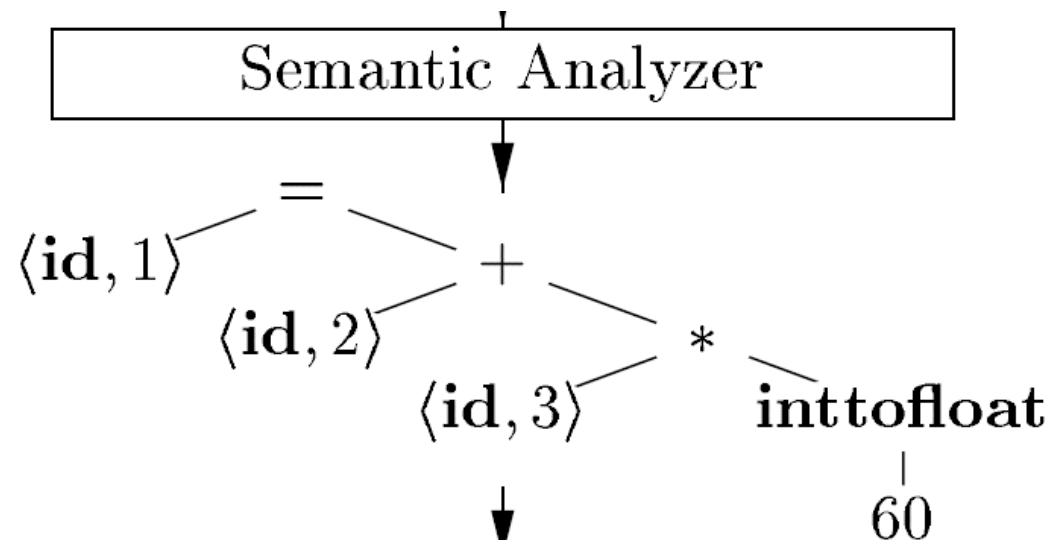 Semantic Analyzer
=
⟨id, 1⟩
+
⟨id, 2⟩
*
⟨id, 3⟩ inttofloat
60